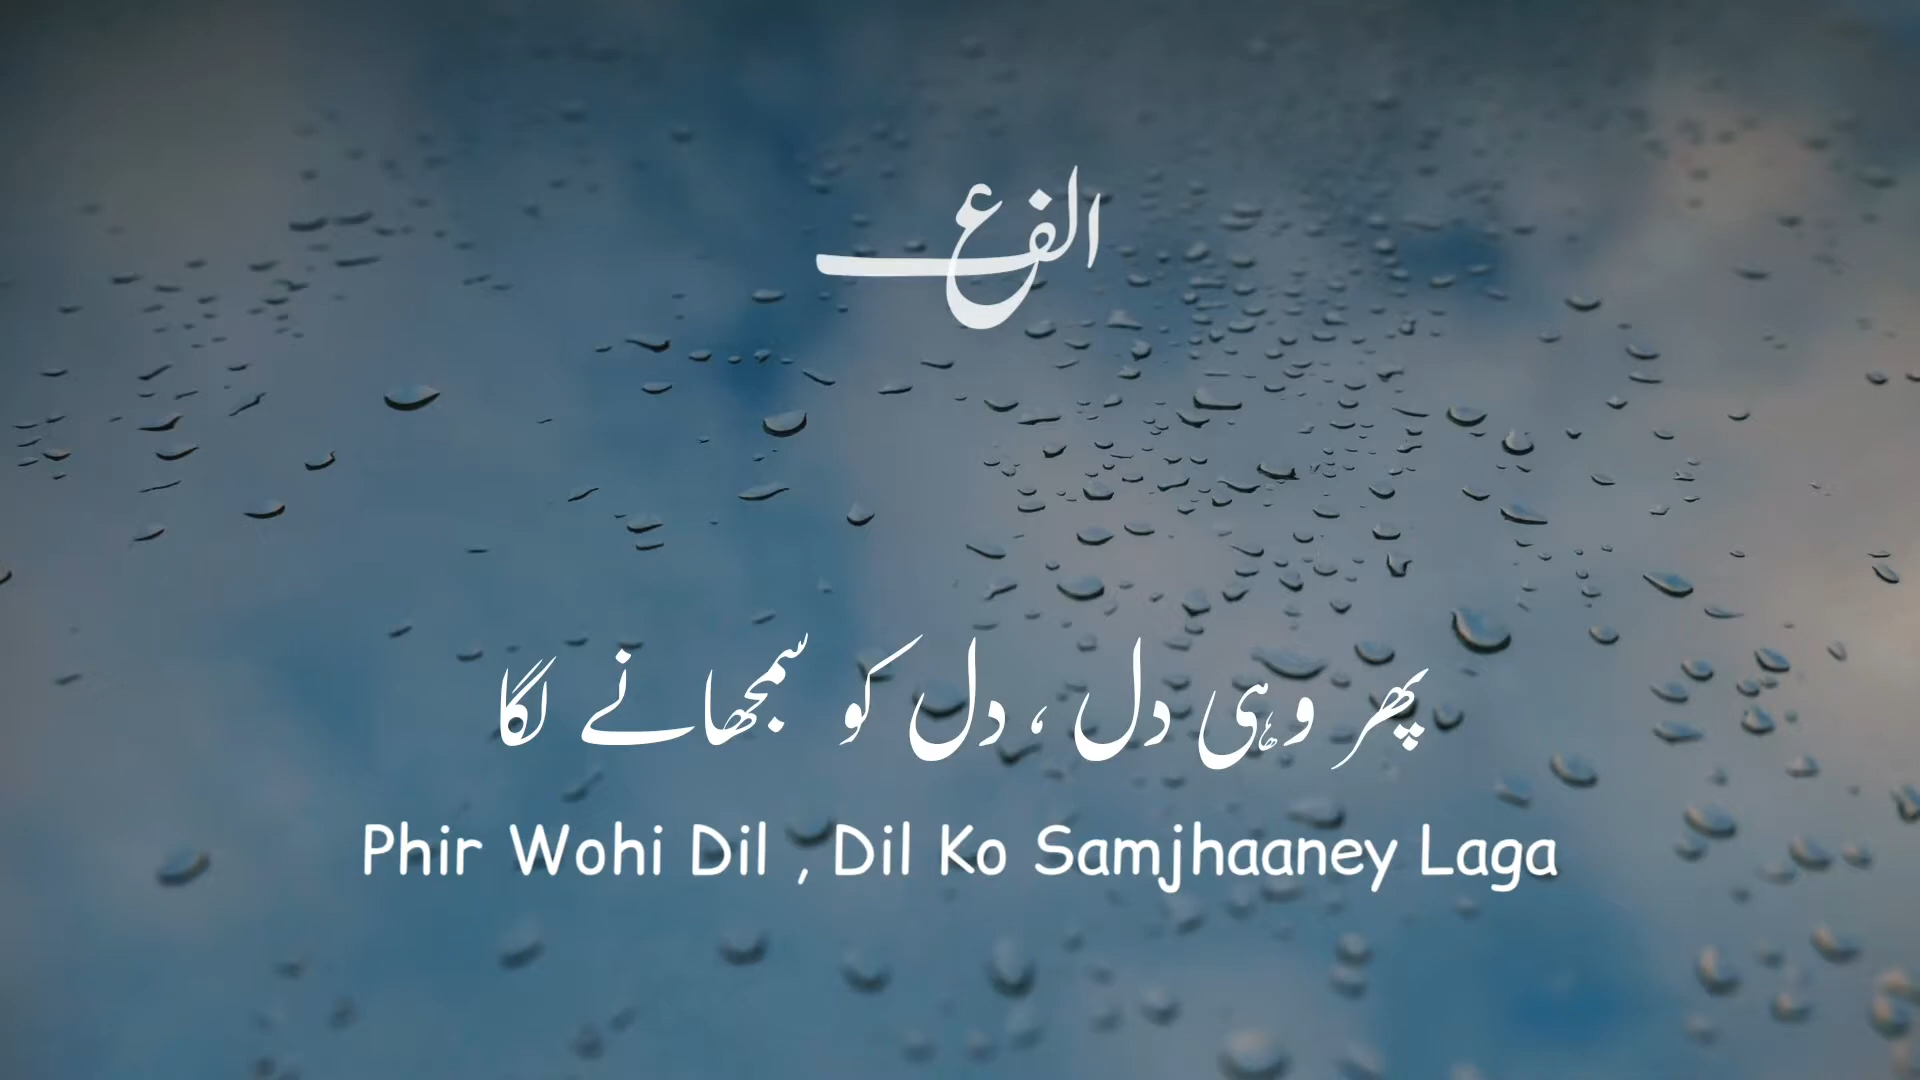 الف ع
پھر وہی دل ، دل کو سمجھانے لگا
Phir Wohi Dil , Dil Ko Samjhaaney Laga